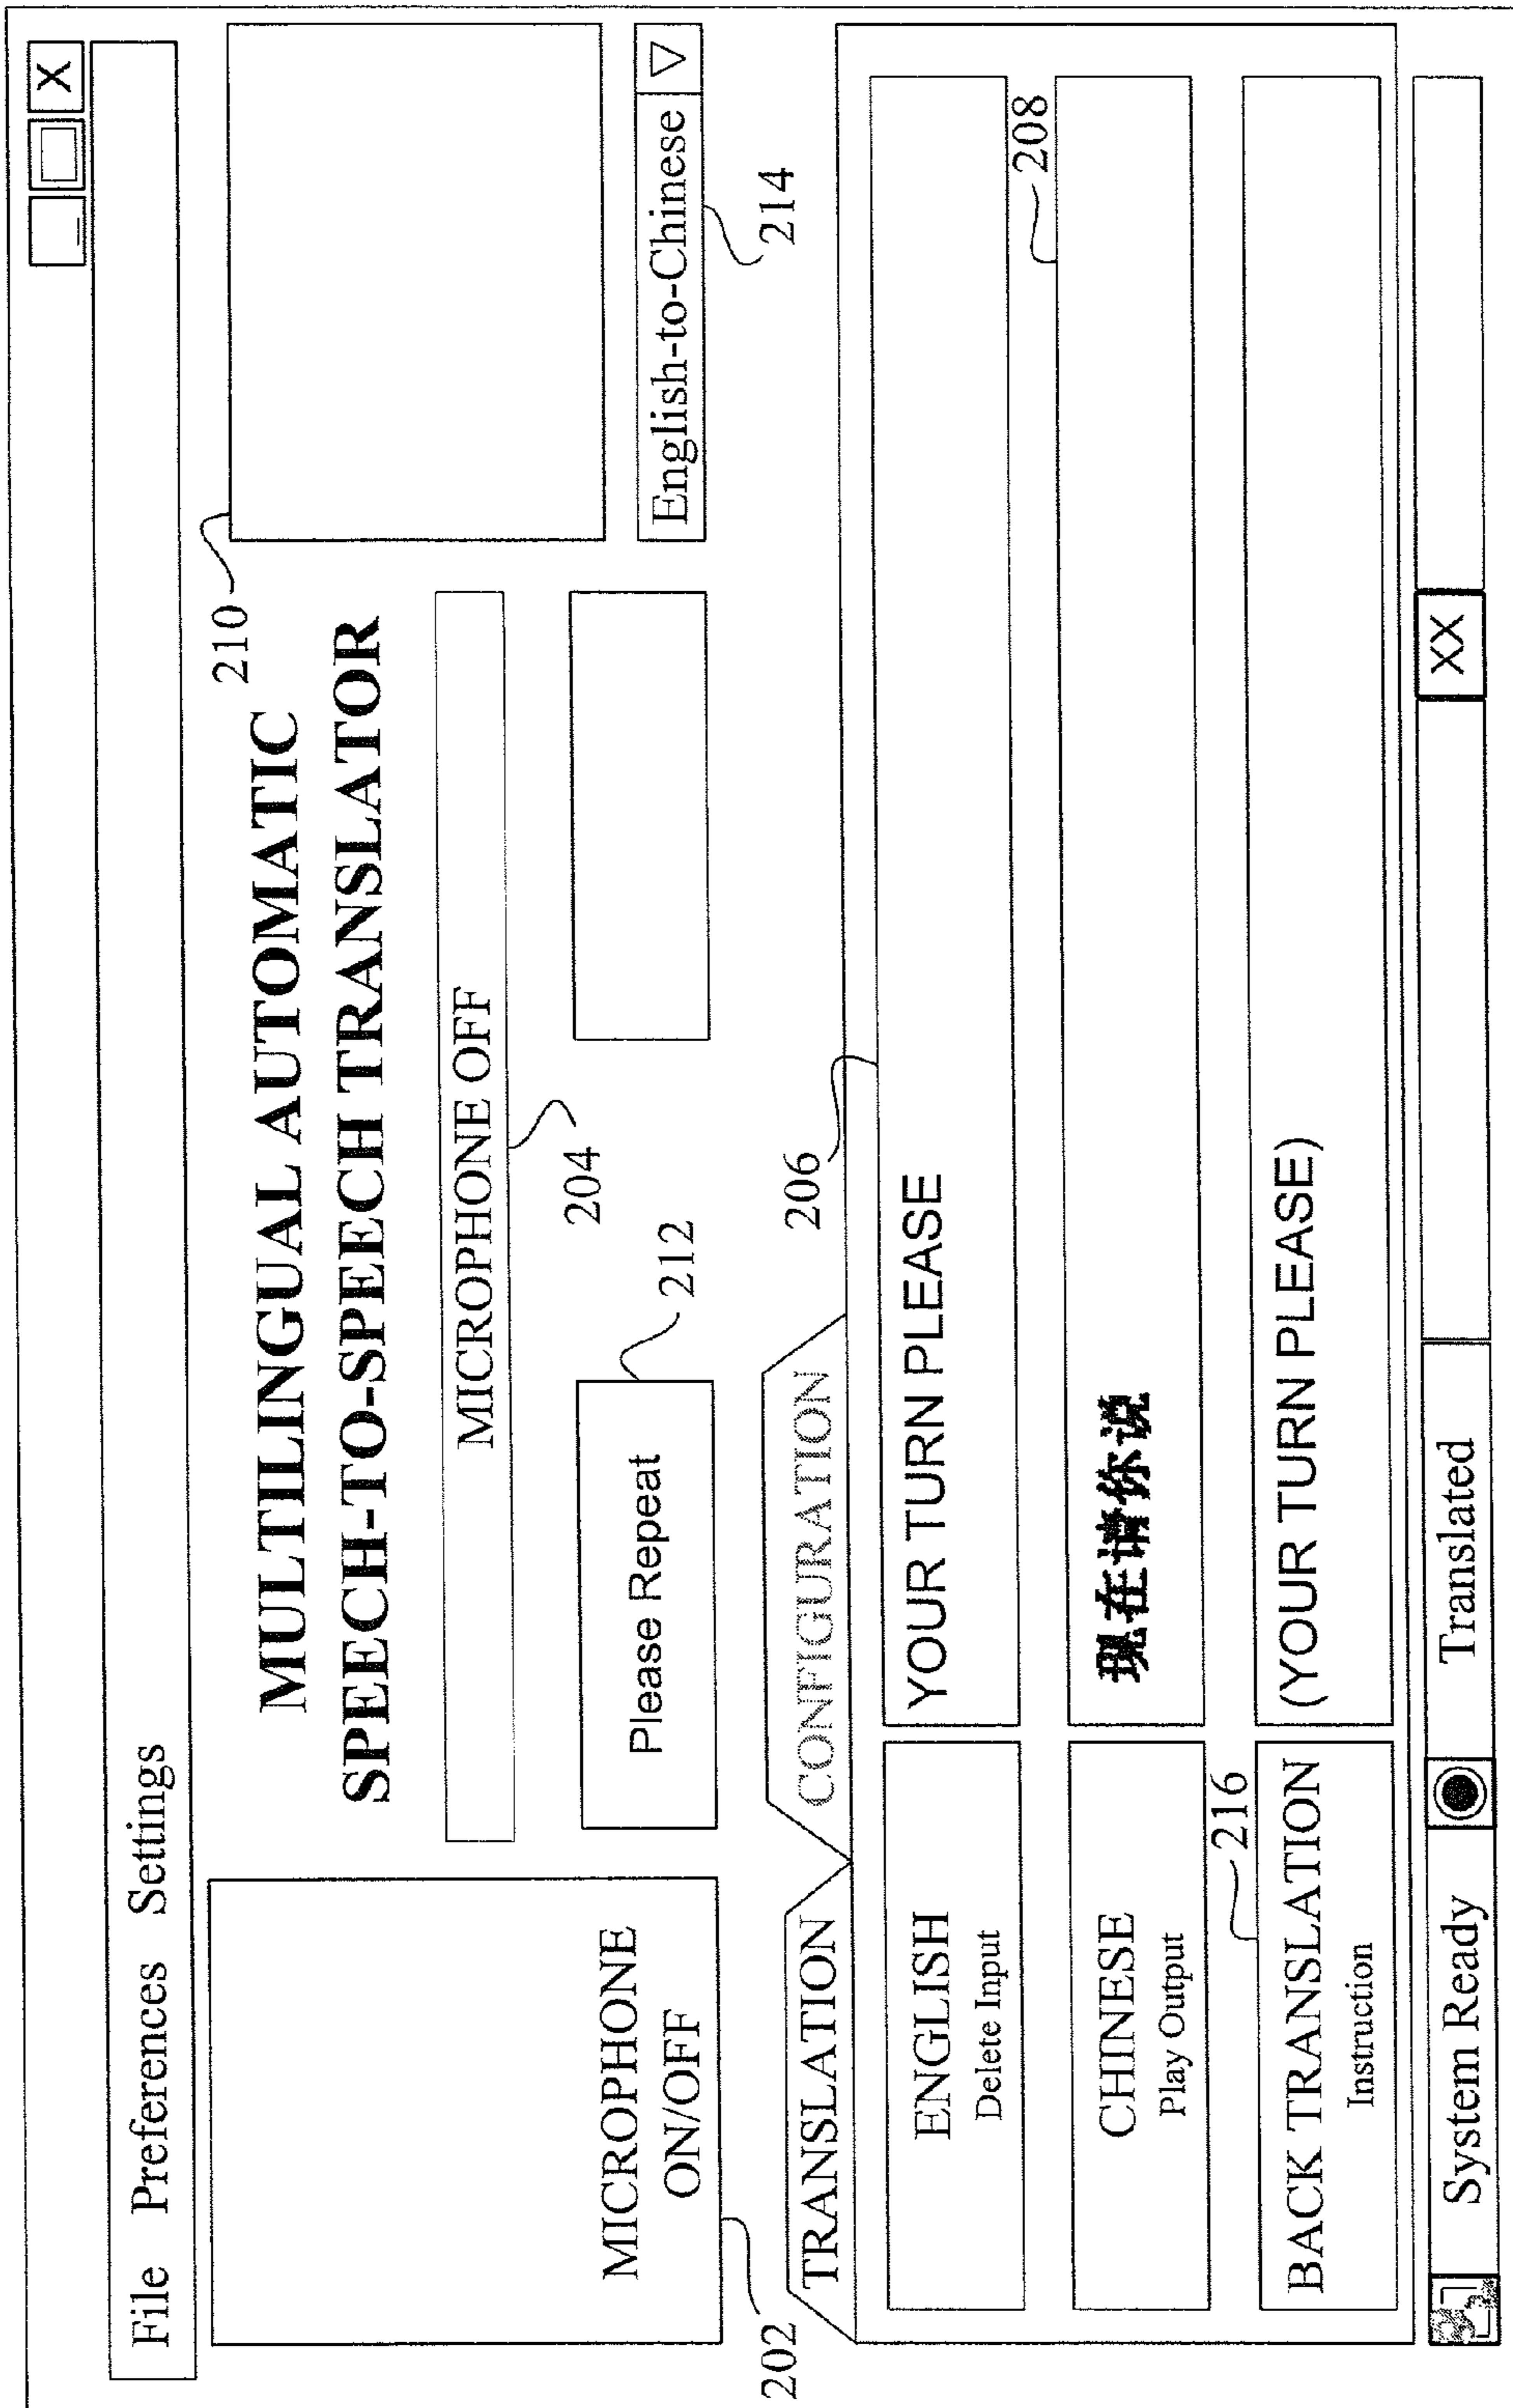 X
File Preferences Settings
210
MULTILINGUAL AUTOMATIC
SPEECH-TO-SPEECH TRANSLATOR
MICROPHONE OFF
204
MICROPHONE
ON/OFF
202
Please Repeat
212
English-to-Chinese
214
TRANSLATION
CONFIGURATION
206
ENGLISH
Delete Input
YOUR TURN PLEASE
208
CHINESE
Play Output
现在请你说
216
BACK TRANSLATION
Instruction
(YOUR TURN PLEASE)
System Ready
Translated
XX